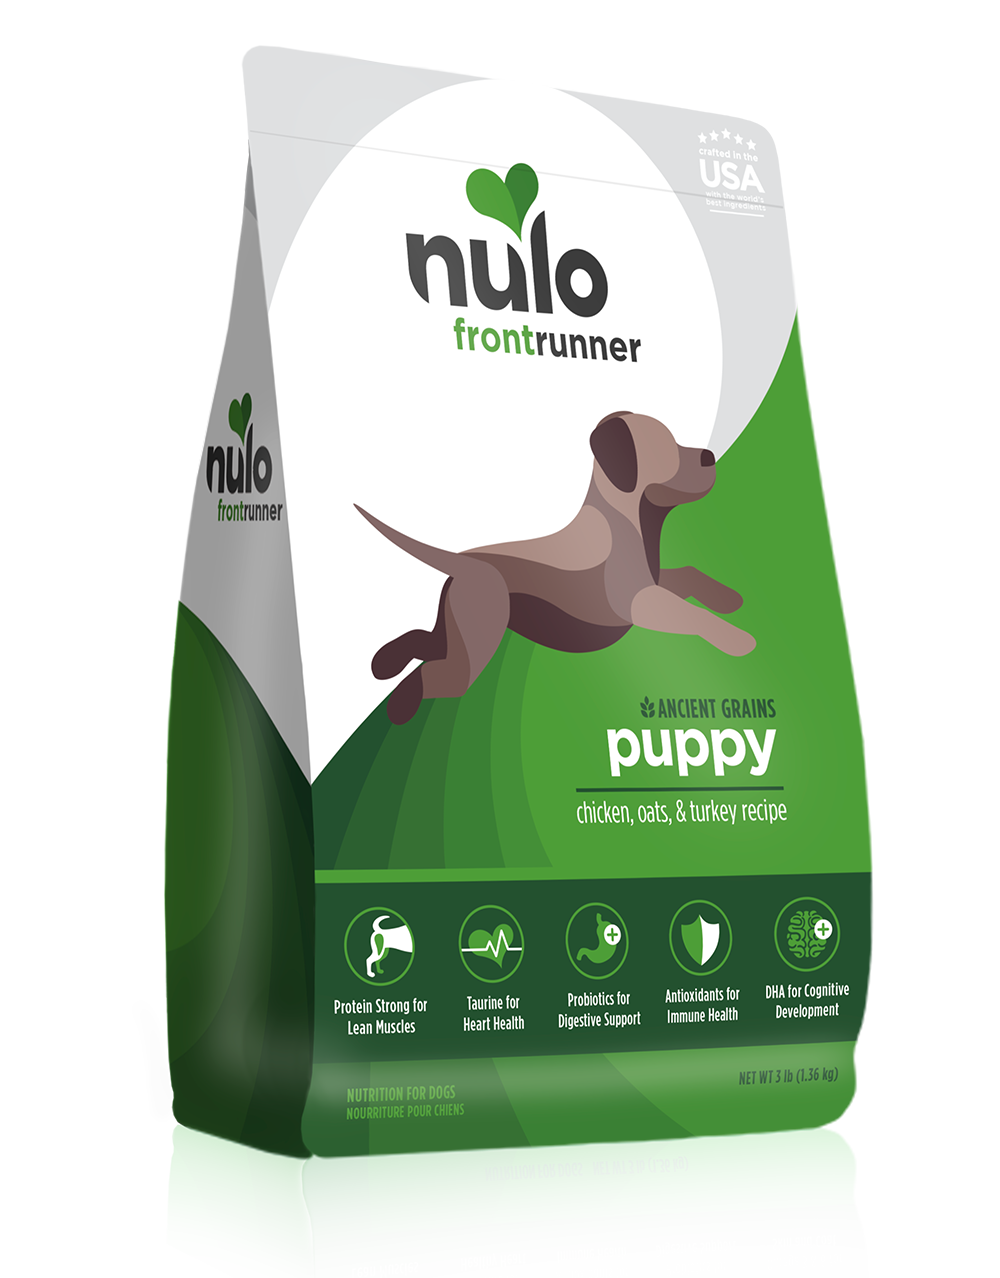 crafted in the
USA
with the world's
best ingredients
nulo
frontrunner
nulo
frontrunner
ANCIENT GRAINS
puppy
chicken, oats, & turkey recipe
Protein Strong for
Lean Muscles
Taurine for
Heart Health
Probiotics for
Digestive Support
Antioxidants for
Immune Health
DHA for Cognitive
Development
NET WT 3 lb (1.36 kg)
NUTRITION FOR DOGS
NOURRITURE POUR CHIENS